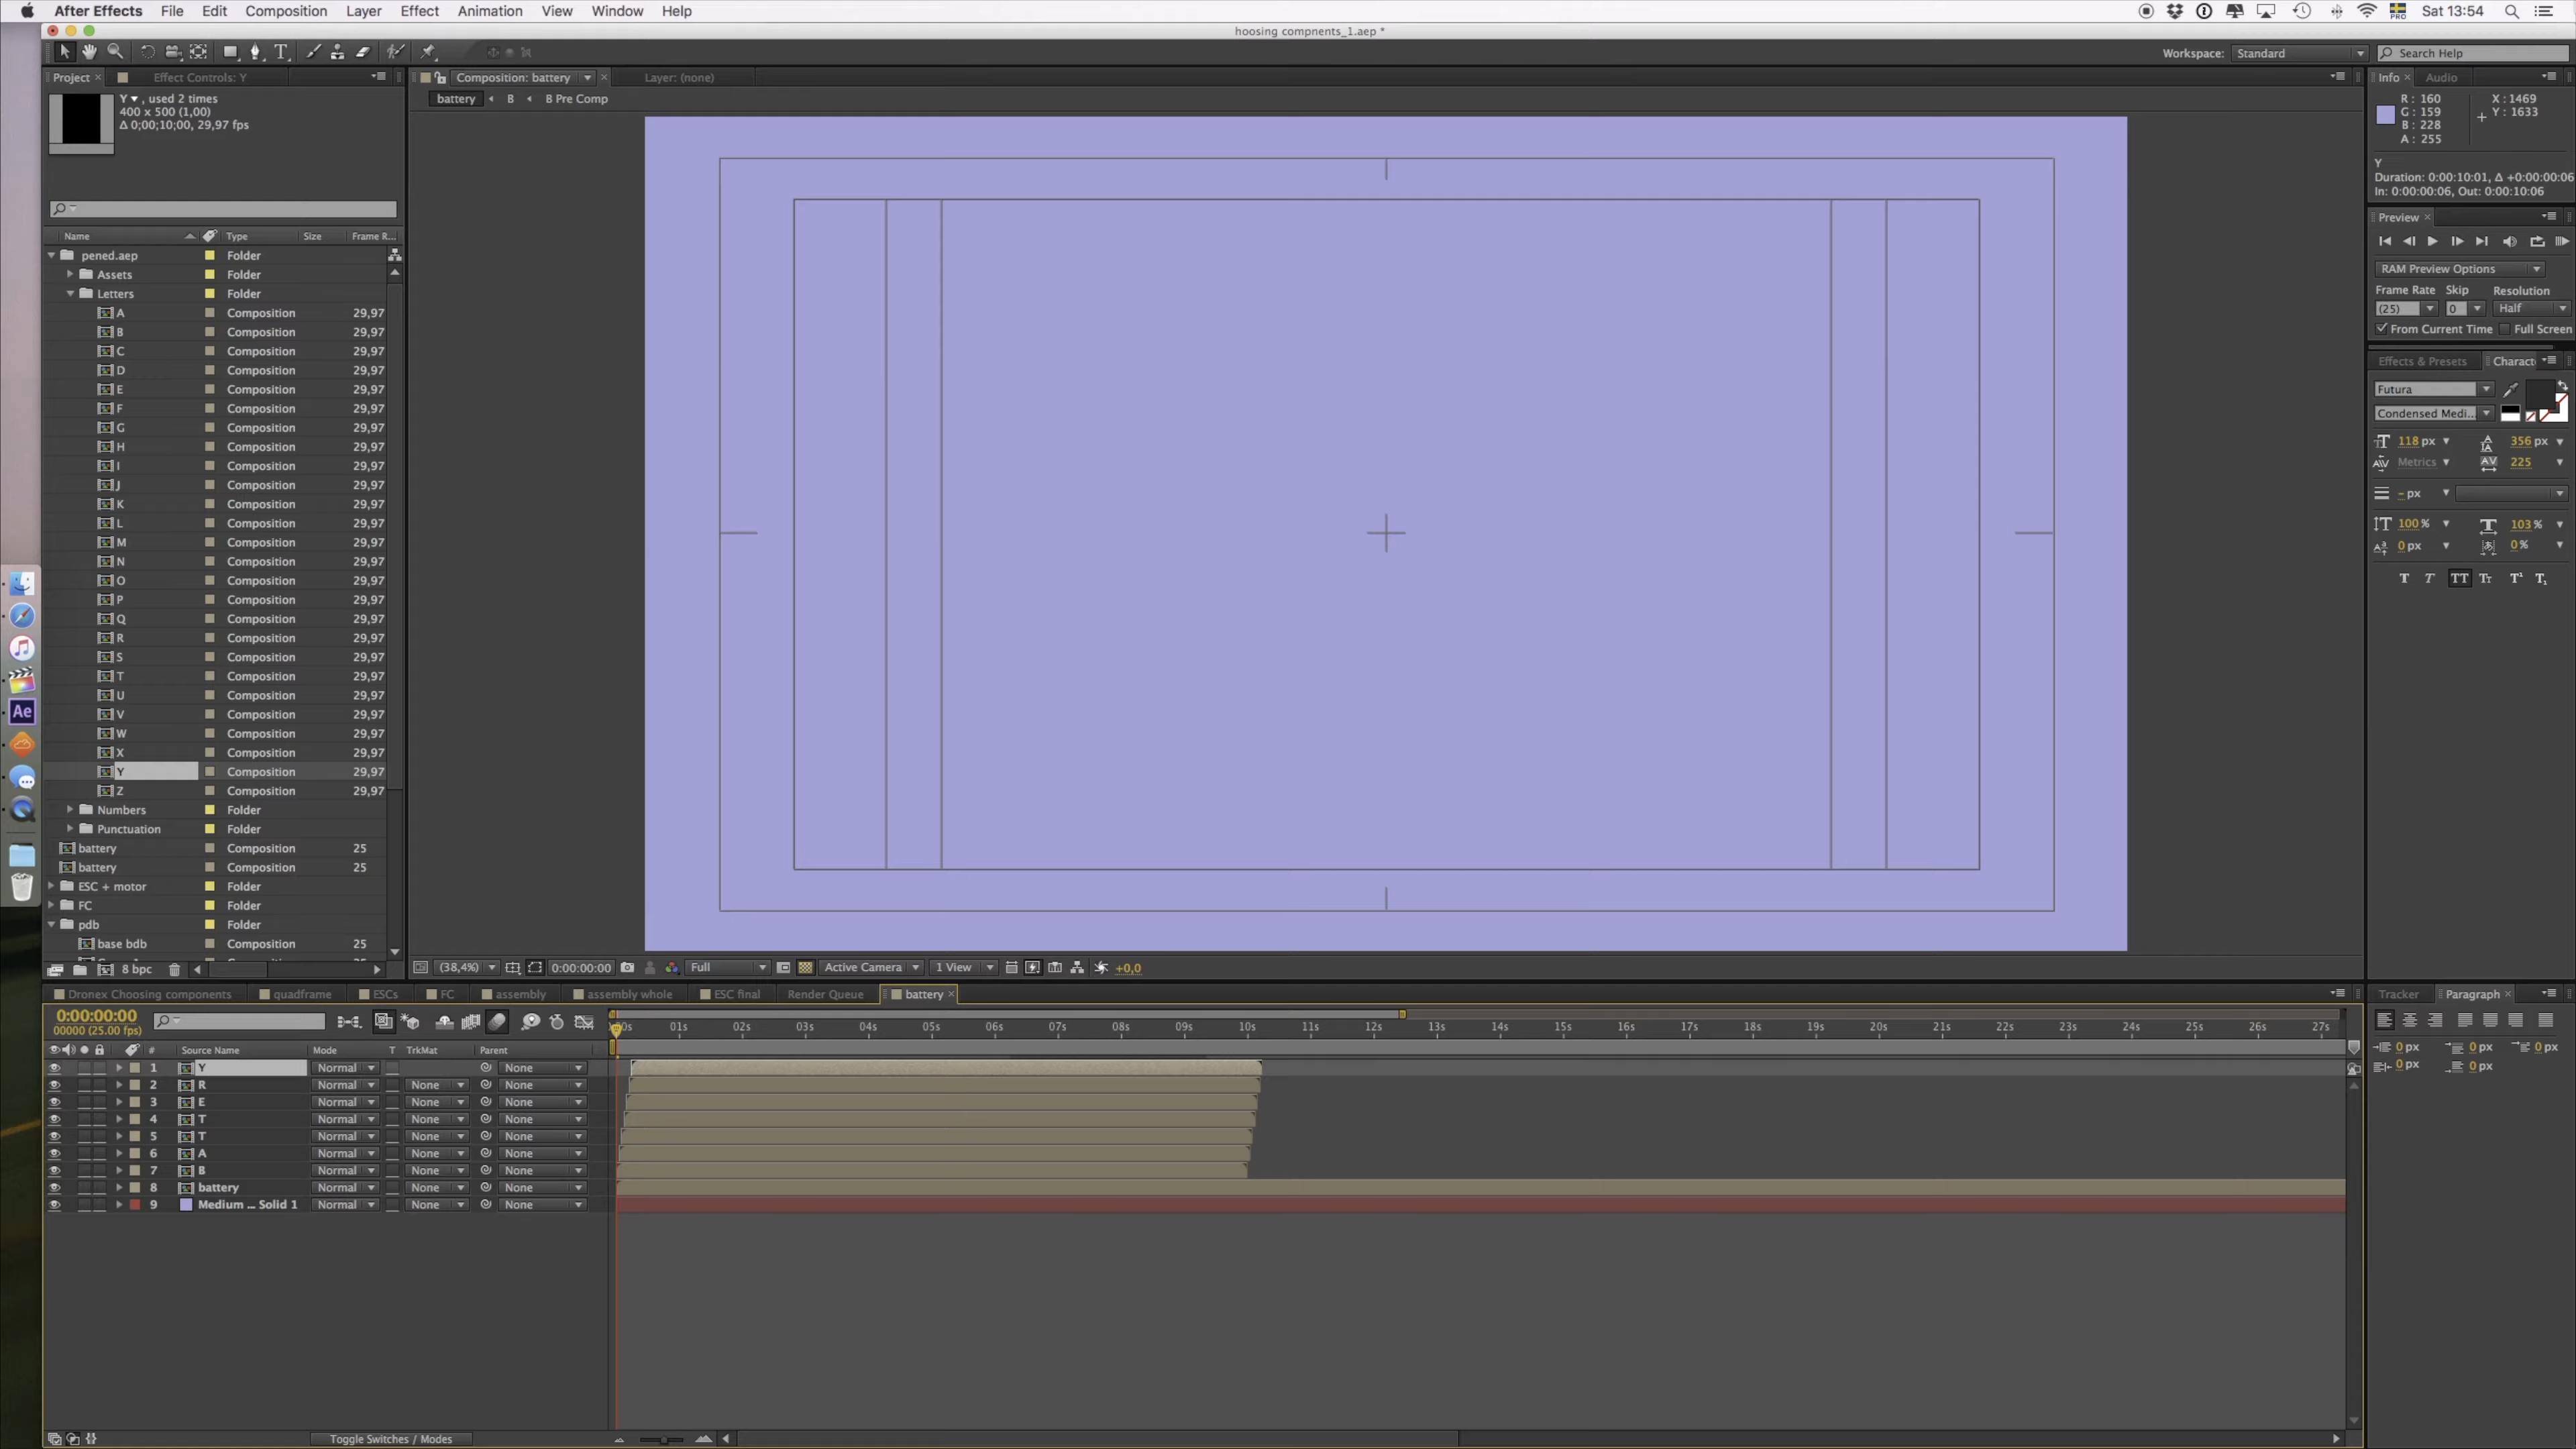 After Effects File Edit Composition Layer Effect Animation View Window Help PRO Sat 13:54
hoosing compnents_1.aep *
T Workspace: Standard Search Help
Project Effect Controls: Y Composition: battery Layer: (none) Info Audio
Y, used 2 times
400 x 500 (1,00)
Δ 0;00;10;00, 29,97 fps
battery B B Pre Comp
R: 160 X: 1469
G: 159 Y: 1633
B: 228
A: 255
Y
Duration: 0:00:10:01, Δ +0:00:00:06
In: 0:00:00:06, Out: 0:00:10:06
Preview
RAM Preview Options
Frame Rate Skip Resolution
(25) 0 Half
From Current Time Full Screen
Effects & Presets Charact
Futura
Condensed Medi...
118 px 356 px
Metrics 225
- px
100 % 103 %
0 px 0 %
T T TT Tt T¹ T₁
Name Type Size Frame R...
pened.aep Folder
Assets Folder
Letters Folder
A Composition 29,97
B Composition 29,97
C Composition 29,97
D Composition 29,97
E Composition 29,97
F Composition 29,97
G Composition 29,97
H Composition 29,97
I Composition 29,97
J Composition 29,97
K Composition 29,97
L Composition 29,97
M Composition 29,97
N Composition 29,97
O Composition 29,97
P Composition 29,97
Q Composition 29,97
R Composition 29,97
S Composition 29,97
T Composition 29,97
U Composition 29,97
V Composition 29,97
W Composition 29,97
X Composition 29,97
Y Composition 29,97
Z Composition 29,97
Numbers Folder
Punctuation Folder
battery Composition 25
battery Composition 25
ESC + motor Folder
FC Folder
pdb Folder
base bdb Composition 25
8 bpc
Ae
(38,4%) 0:00:00:00 Full Active Camera 1 View +0,0
Dronex Choosing components quadframe ESCs FC assembly assembly whole ESC final Render Queue battery
Tracker Paragraph
0:00:00:00
00000 (25.00 fps)
00s 01s 02s 03s 04s 05s 06s 07s 08s 09s 10s 11s 12s 13s 14s 15s 16s 17s 18s 19s 20s 21s 22s 23s 24s 25s 26s 27s
0 px 0 px 0 px
0 px 0 px
# Source Name Mode T TrkMat Parent
1 Y Normal None
2 R Normal None None
3 E Normal None None
4 T Normal None None
5 T Normal None None
6 A Normal None None
7 B Normal None None
8 battery Normal None None
9 Medium ... Solid 1 Normal None None
Toggle Switches / Modes